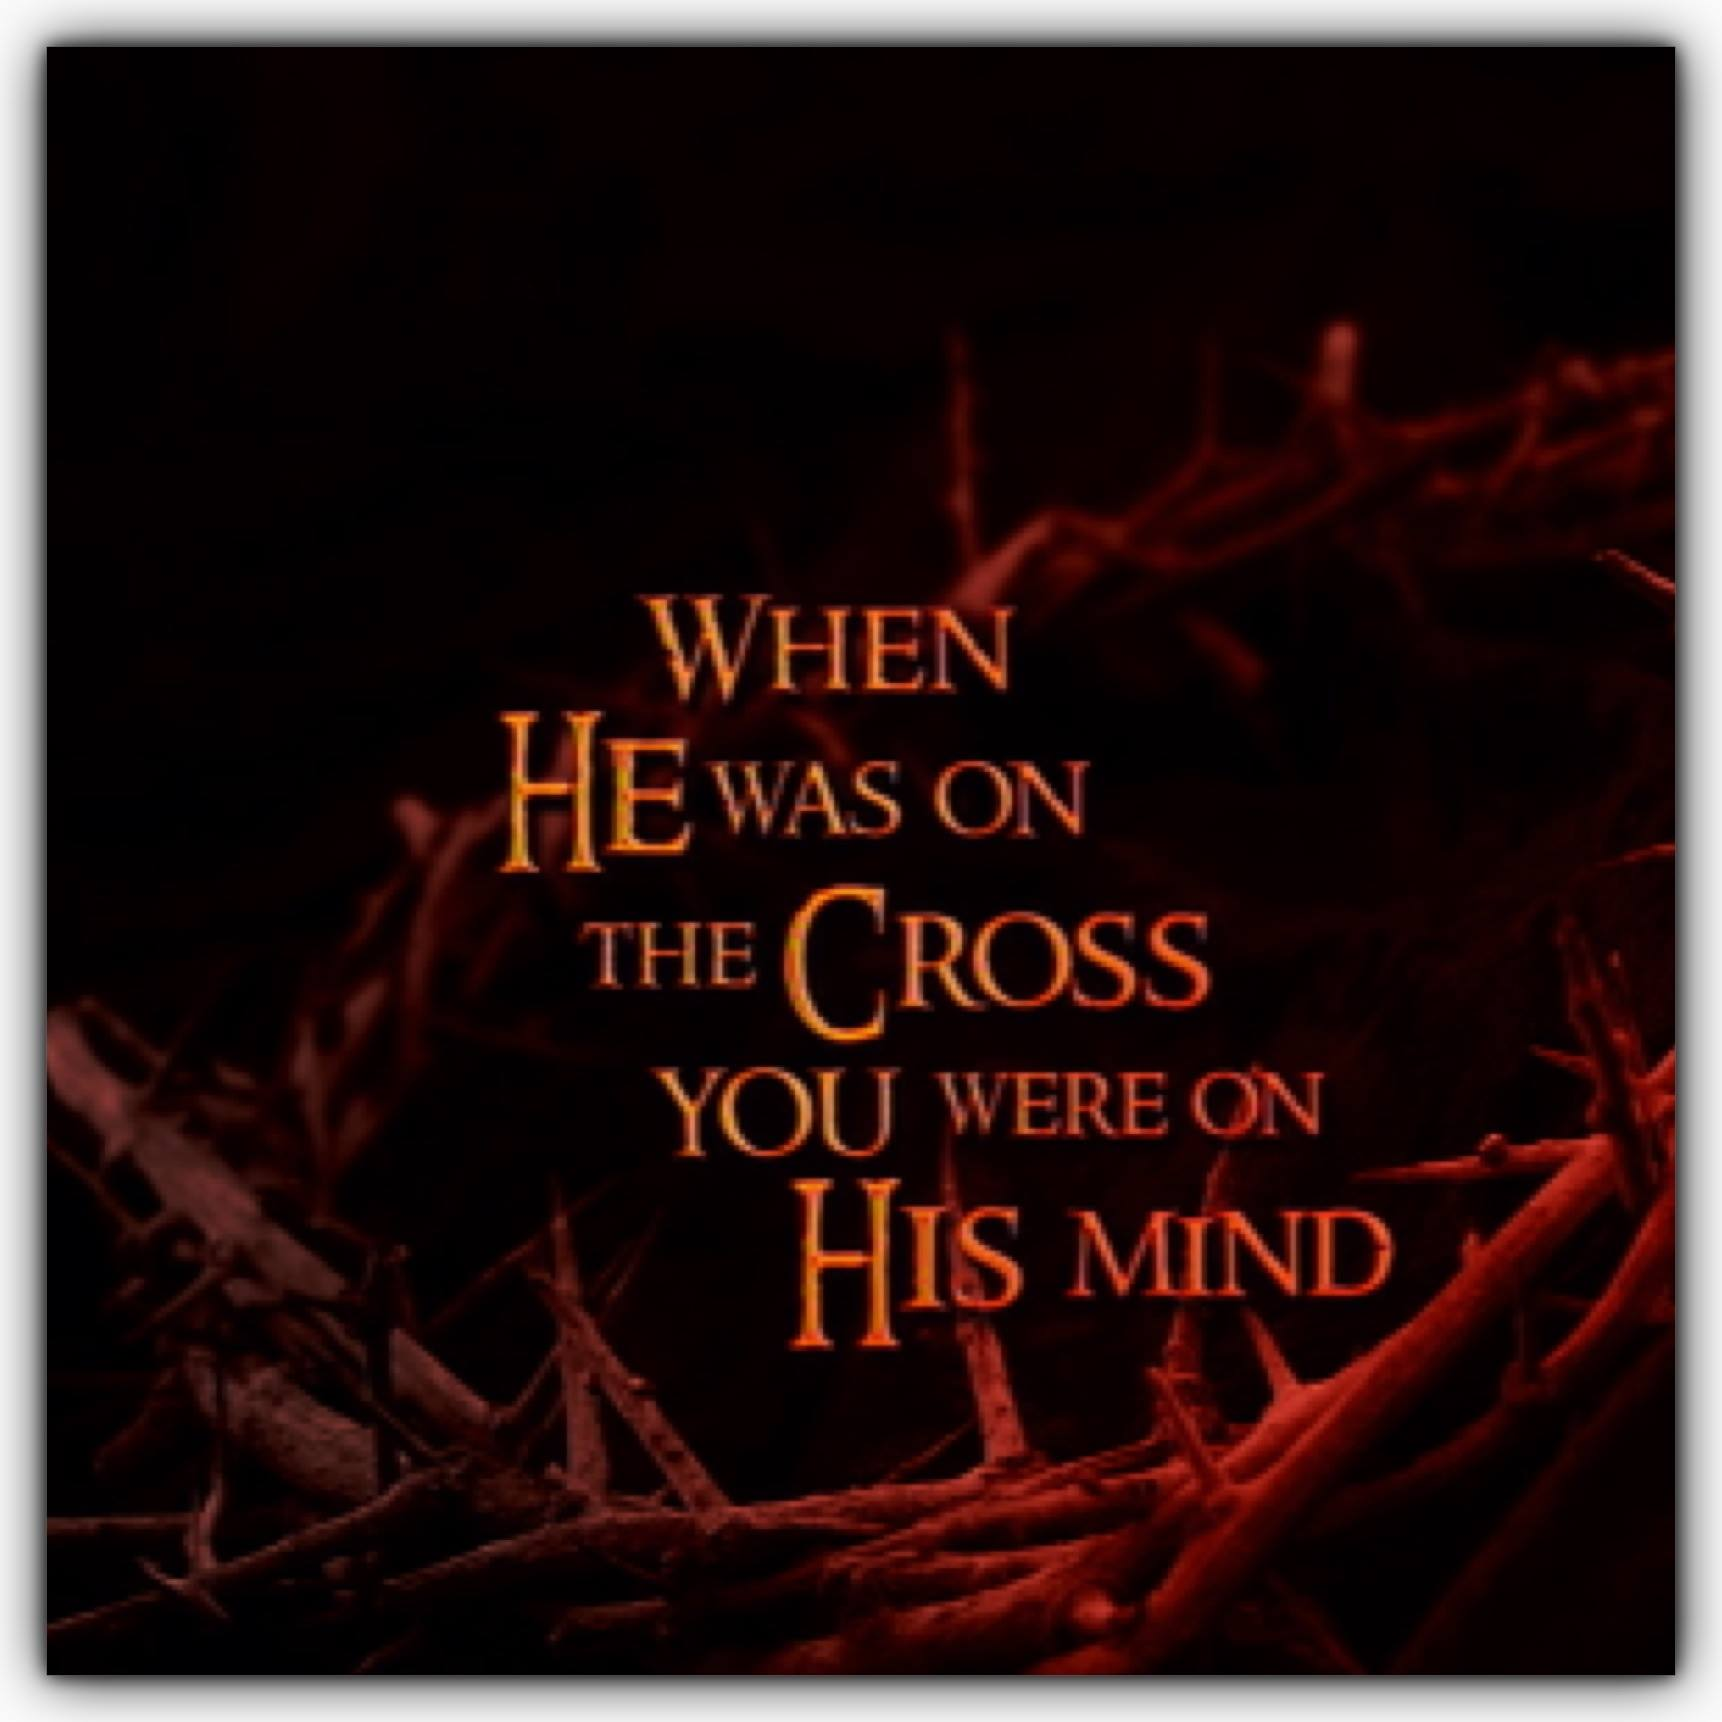 When
He was on
the Cross
you were on
His mind